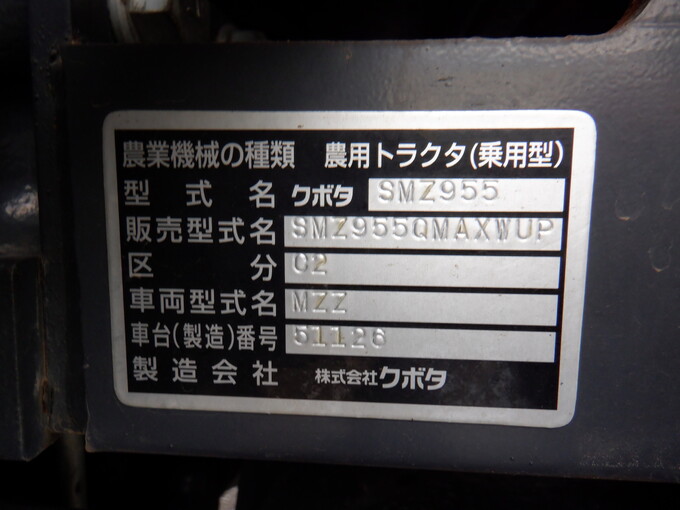 農業機械の種類 農用トラクタ(乗用型)
型式名 クボタ SMZ955
販売型式名 SMZ955QMAXWUP
区分 C2
車両型式名 MZZ
車台(製造)番号 51126
製造会社 株式会社クボタ